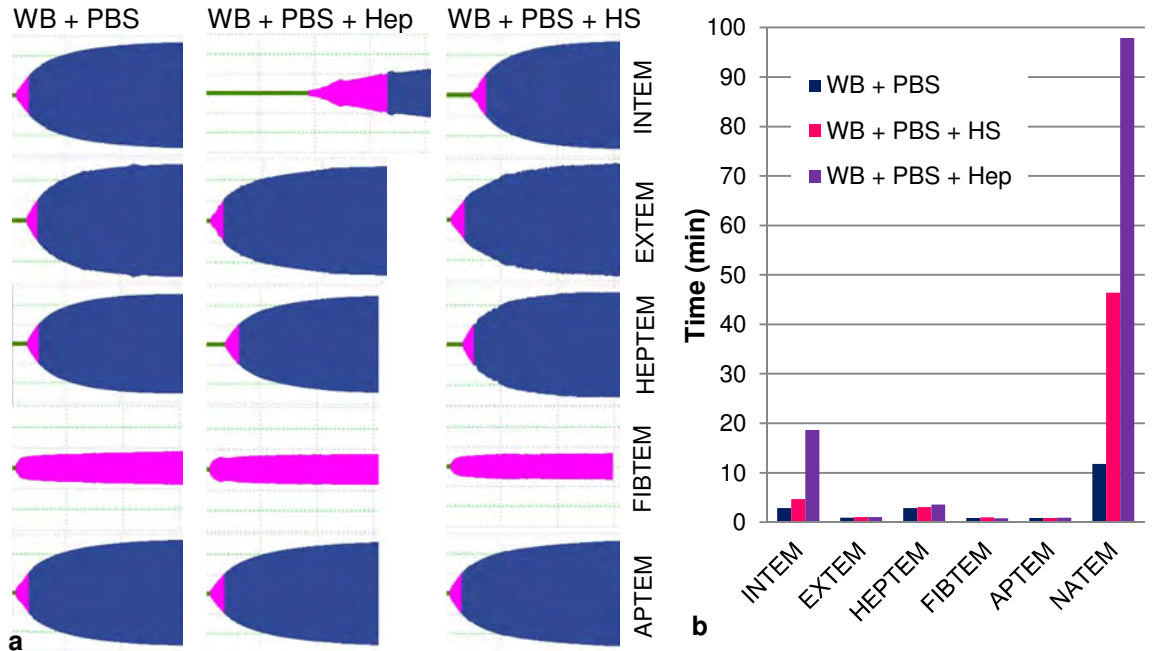 WB + PBS
WB + PBS + Hep
WB + PBS + HS
INTEM
EXTEM
HEPTEM
FIBTEM
APTEM
a
Time (min)
100
90
80
70
60
50
40
30
20
10
0
WB + PBS
WB + PBS + HS
WB + PBS + Hep
INTEM
EXTEM
HEPTEM
FIBTEM
APTEM
NATEM
b